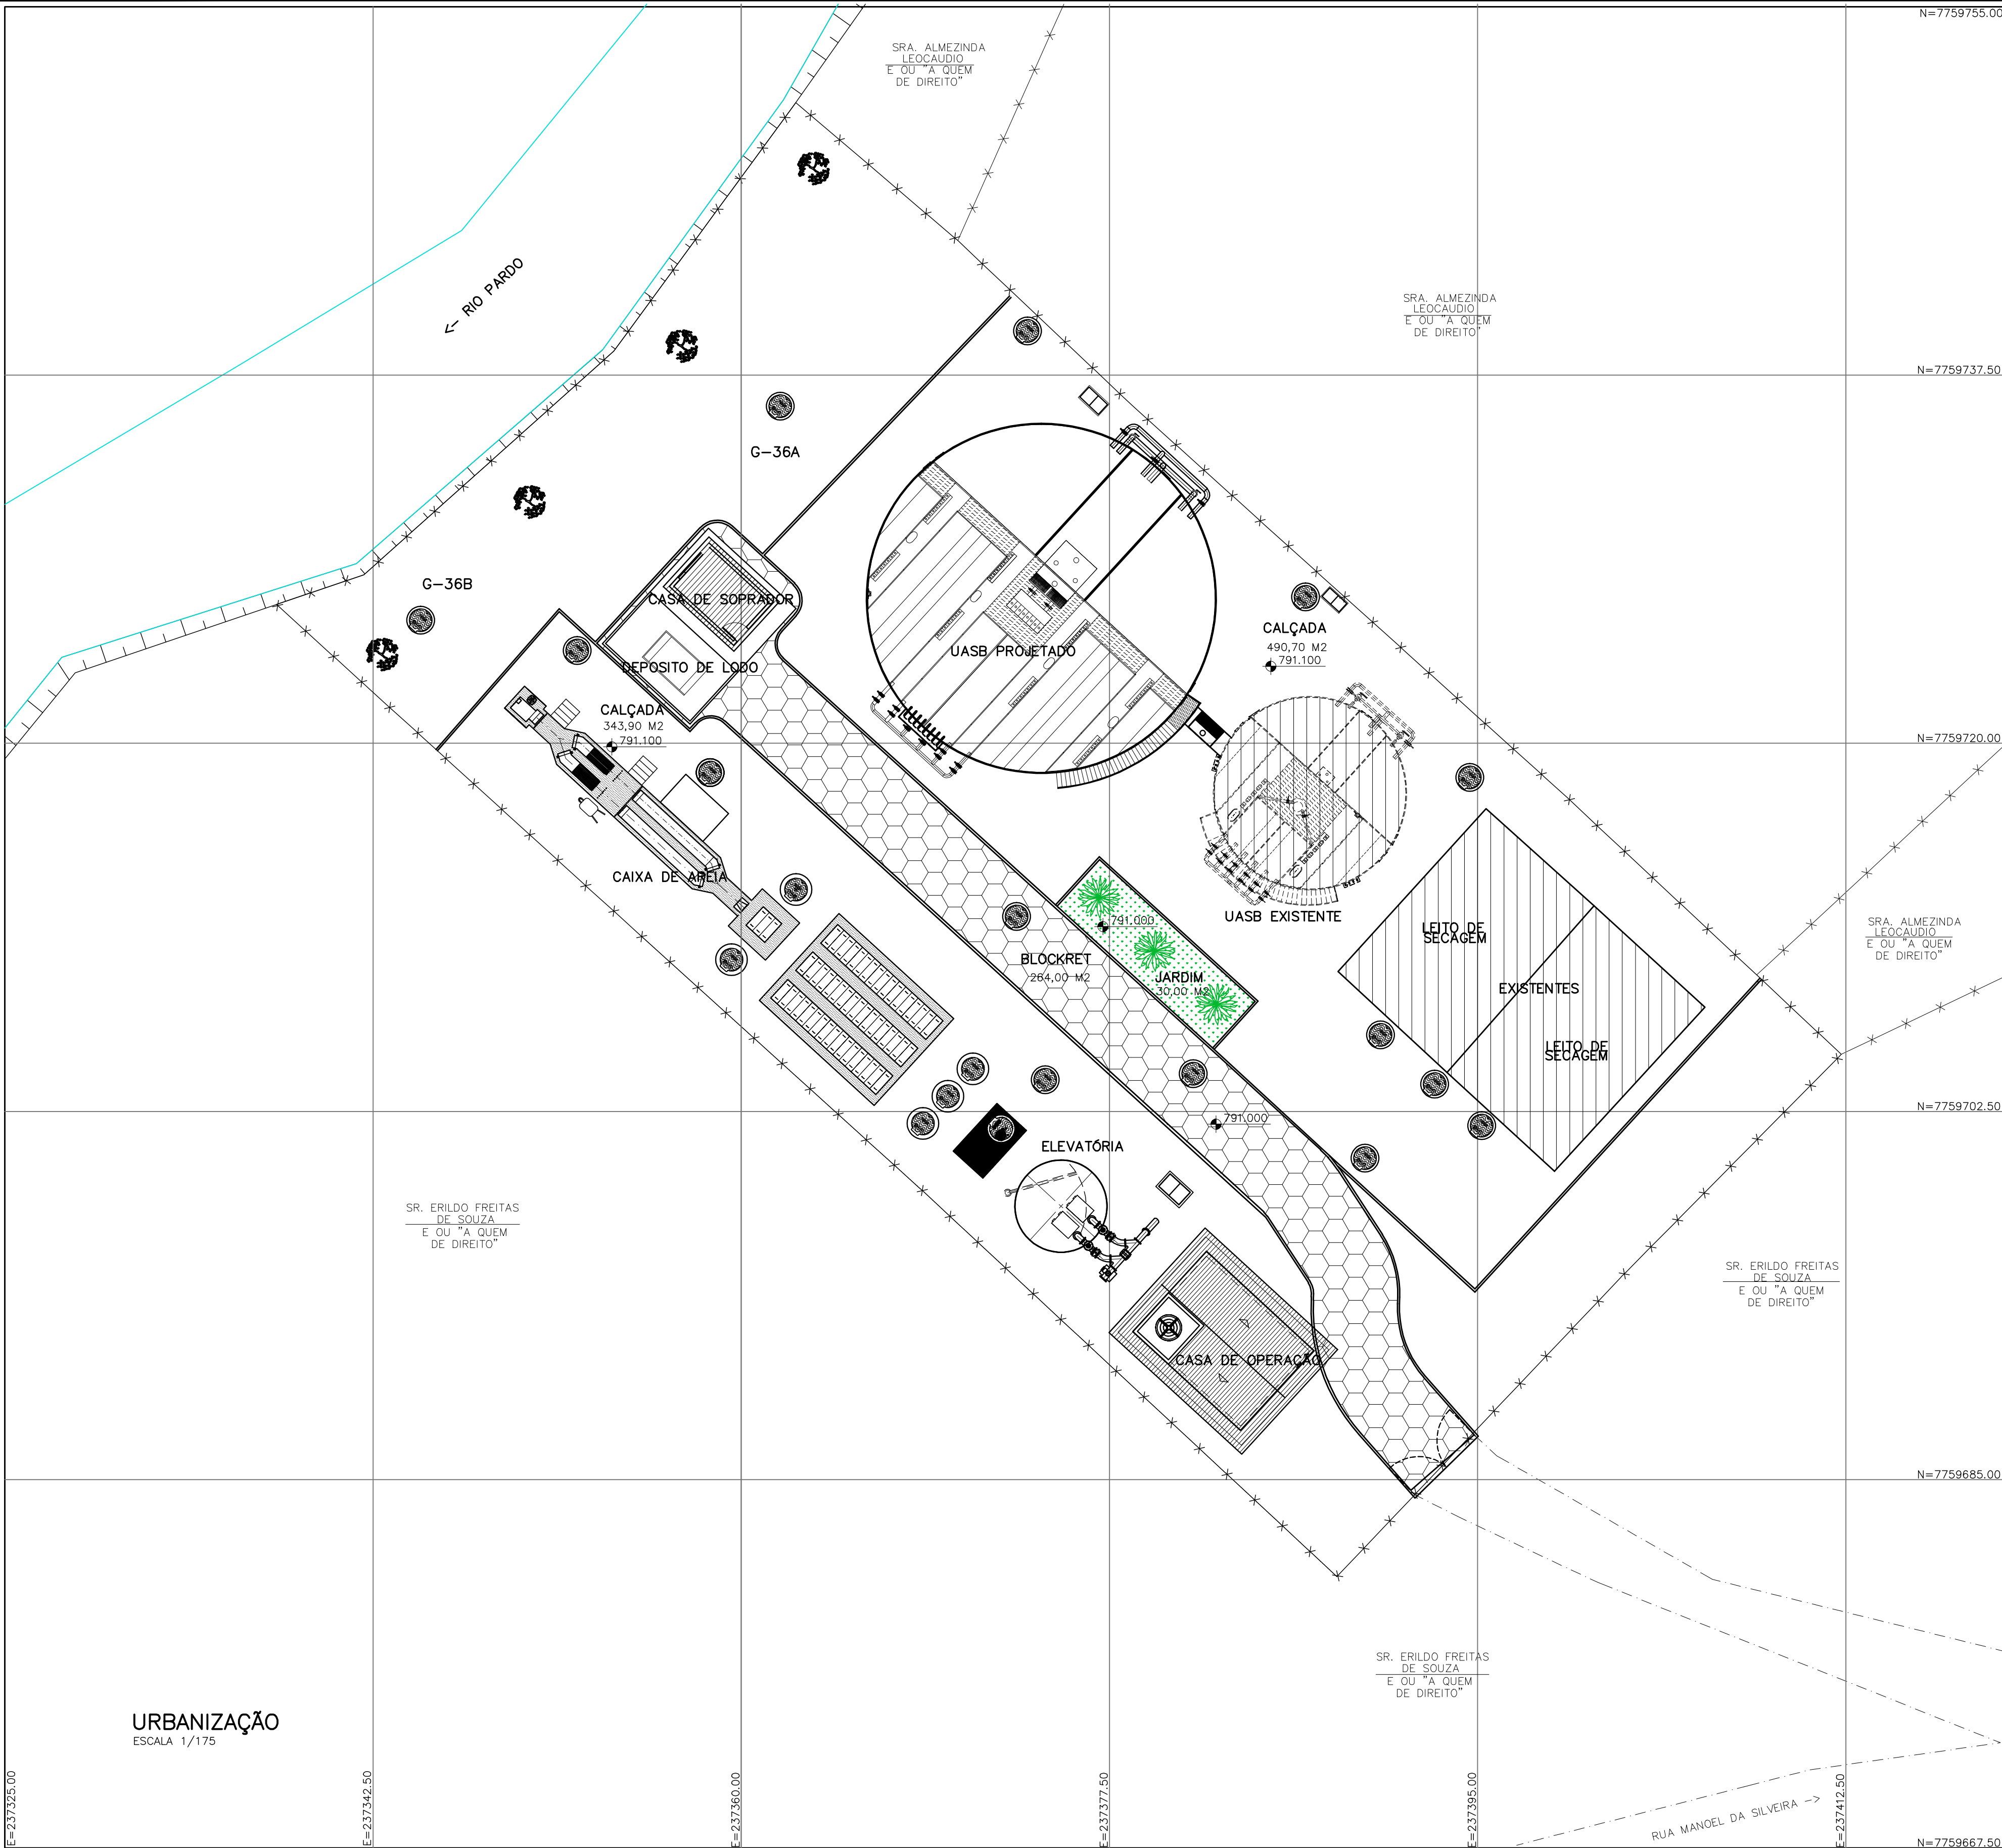 N=7759755.00
SRA. ALMEZINDA
LEOCAUDIO
E OU "A QUEM
DE DIREITO"
<- RIO PARDO
SRA. ALMEZINDA
LEOCAUDIO
E OU "A QUEM
DE DIREITO"
N=7759737.50
G-36A
G-36B
CASA DE SOPRADOR
DEPOSITO DE LODO
UASB PROJETADO
CALÇADA
490,70 M2
791.100
CALÇADA
343,90 M2
791.100
N=7759720.00
CAIXA DE AREIA
UASB EXISTENTE
791.000
BLOCKRET
264,00 M2
JARDIM
30,00 M2
LEITO DE
SECAGEM
EXISTENTES
LEITO DE
SECAGEM
SRA. ALMEZINDA
LEOCAUDIO
E OU "A QUEM
DE DIREITO"
N=7759702.50
791.000
ELEVATÓRIA
SR. ERILDO FREITAS
DE SOUZA
E OU "A QUEM
DE DIREITO"
SR. ERILDO FREITAS
DE SOUZA
E OU "A QUEM
DE DIREITO"
CASA DE OPERAÇÃO
N=7759685.00
SR. ERILDO FREITAS
DE SOUZA
E OU "A QUEM
DE DIREITO"
URBANIZAÇÃO
ESCALA 1/175
E=237325.00
E=237342.50
E=237360.00
E=237377.50
E=237395.00
E=237412.50
RUA MANOEL DA SILVEIRA ->
N=7759667.50